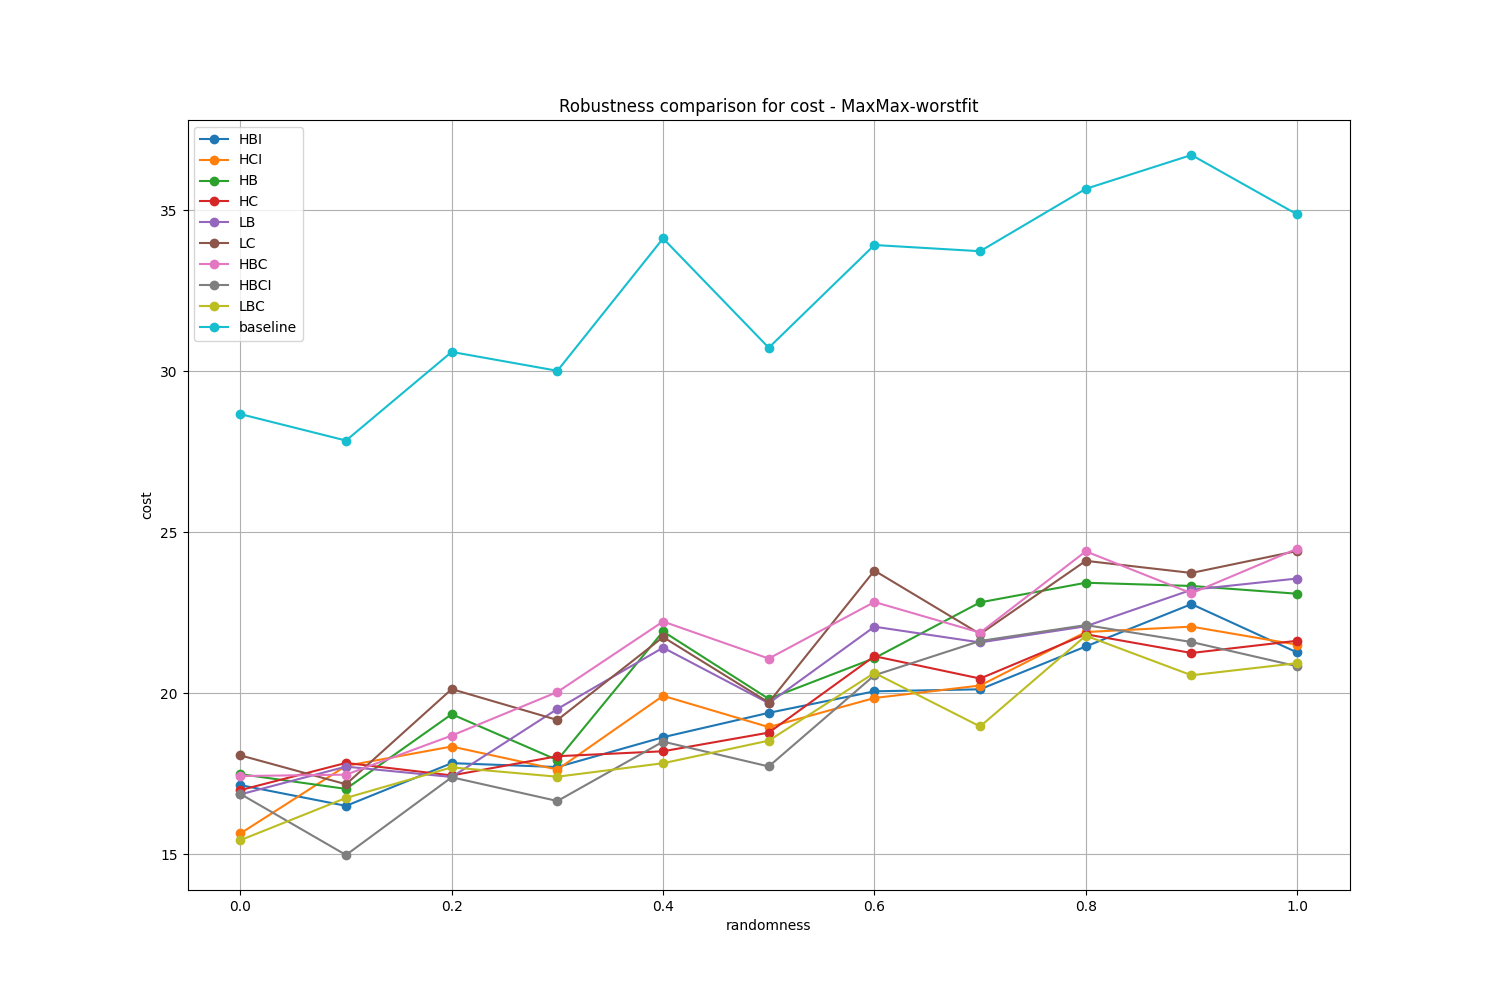 Robustness comparison for cost - MaxMax-worstfit
HBI
HCI
HB
HC
LB
LC
HBC
HBCI
LBC
baseline
35
30
25
20
15
cost
0.0 0.2 0.4 0.6 0.8 1.0
randomness